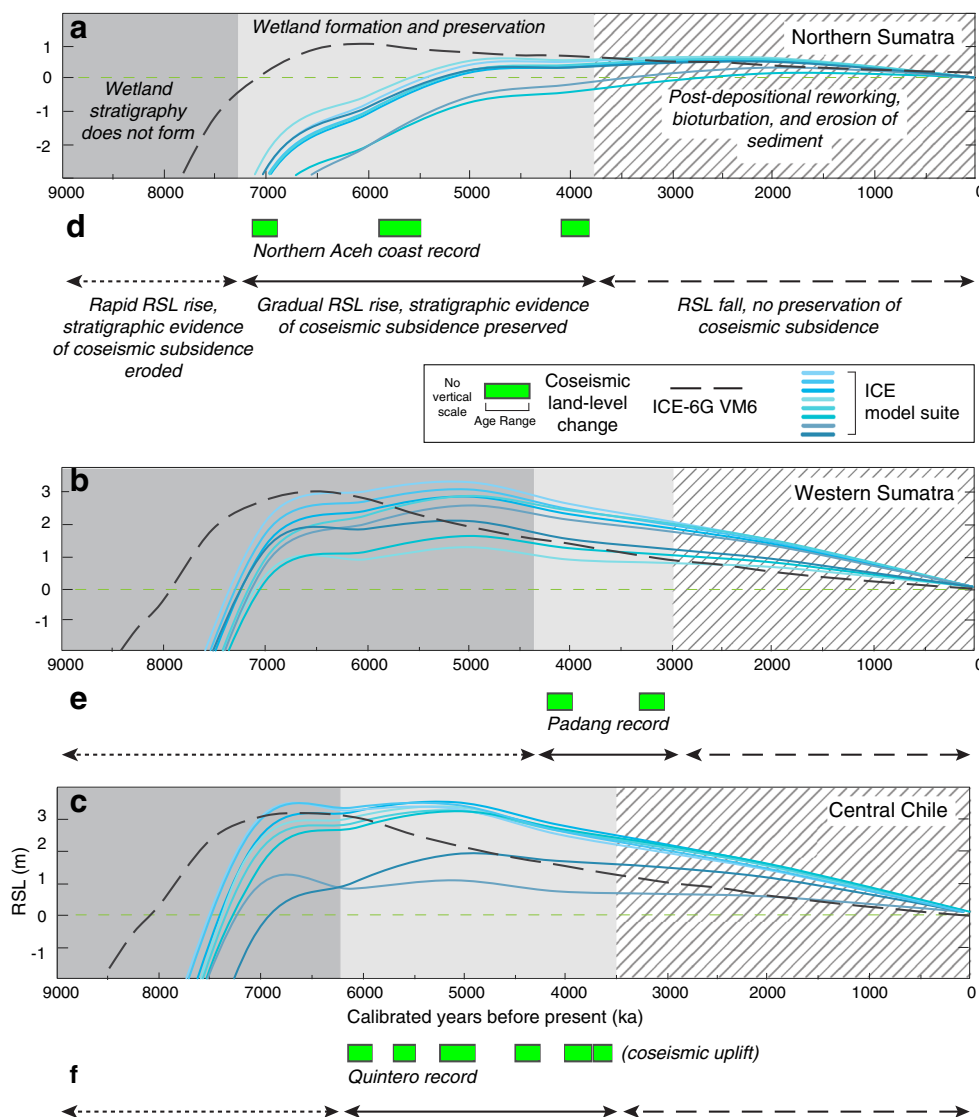 a
Wetland formation and preservation
Northern Sumatra
1
0
-1
-2
Wetland
stratigraphy
does not form
Post-depositional reworking,
bioturbation, and erosion of
sediment
9000 8000 7000 6000 5000 4000 3000 2000 1000 0
d
Northern Aceh coast record
Rapid RSL rise,
stratigraphic evidence
of coseismic subsidence
eroded
Gradual RSL rise, stratigraphic evidence
of coseismic subsidence preserved
RSL fall, no preservation of
coseismic subsidence
No
vertical
scale
Age Range
Coseismic
land-level
change
ICE-6G VM6
ICE
model suite
b
Western Sumatra
3
2
1
0
-1
9000 8000 7000 6000 5000 4000 3000 2000 1000 0
e
Padang record
c
Central Chile
RSL (m)
3
2
1
0
-1
9000 8000 7000 6000 5000 4000 3000 2000 1000 0
Calibrated years before present (ka)
(coseismic uplift)
Quintero record
f